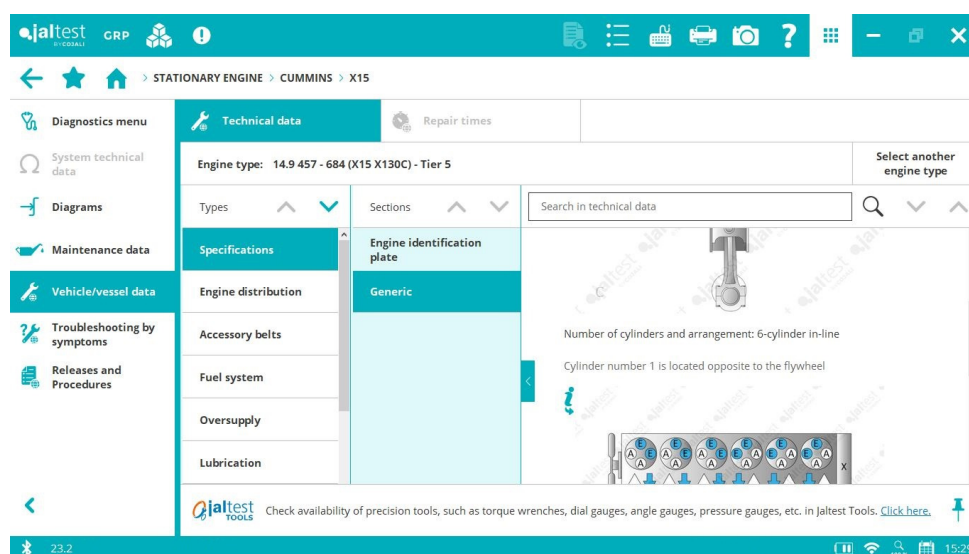 jaltest GRP
BY COJALI
> STATIONARY ENGINE > CUMMINS > X15
Diagnostics menu
System technical
data
Diagrams
Maintenance data
Vehicle/vessel data
Troubleshooting by
symptoms
Releases and
Procedures
Technical data
Repair times
Engine type: 14.9 457 - 684 (X15 X130C) - Tier 5
Select another
engine type
Types
Sections
Search in technical data
Specifications
Engine distribution
Accessory belts
Fuel system
Oversupply
Lubrication
Engine identification
plate
Generic
Number of cylinders and arrangement: 6-cylinder in-line
Cylinder number 1 is located opposite to the flywheel
E E E E E E
A E A E A E A E A E A E
A A A A A A
X
jaltest
TOOLS
Check availability of precision tools, such as torque wrenches, dial gauges, angle gauges, pressure gauges, etc. in Jaltest Tools. Click here.
23.2